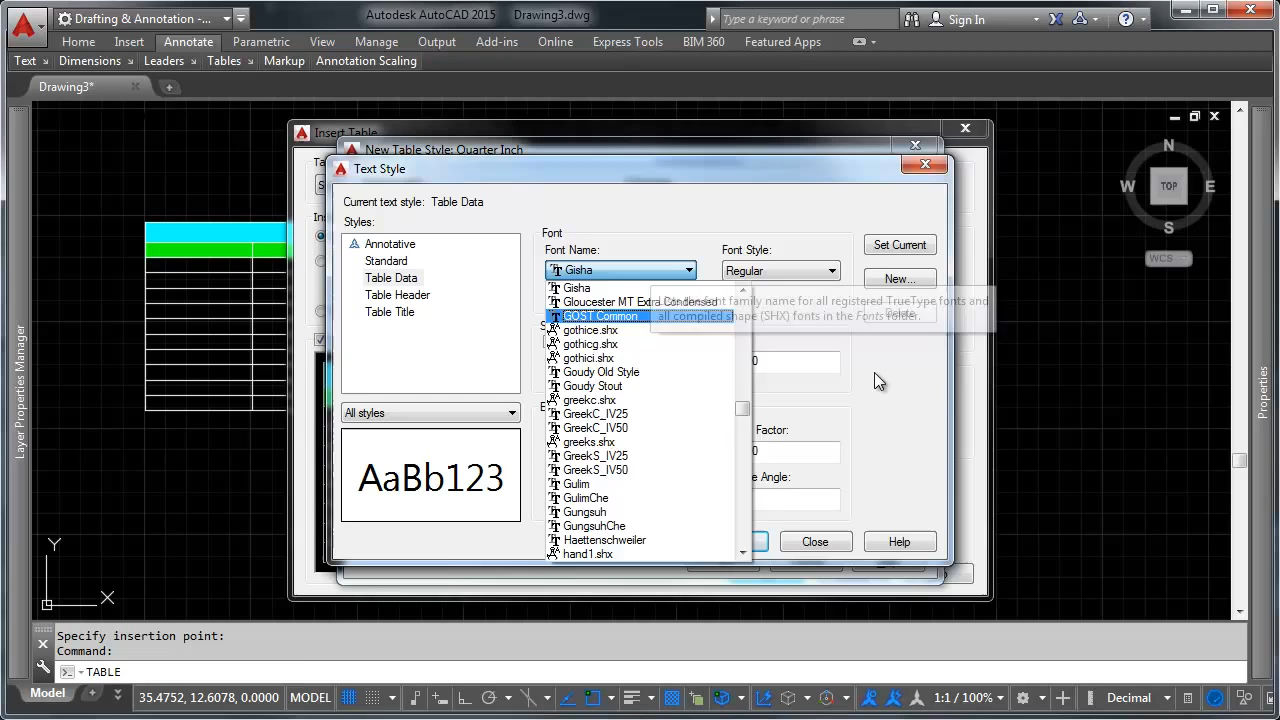 Drafting & Annotation - ...
Autodesk AutoCAD 2015 Drawing3.dwg
Type a keyword or phrase
Sign In
Home Insert Annotate Parametric View Manage Output Add-ins Online Express Tools BIM 360 Featured Apps
Text Dimensions Leaders Tables Markup Annotation Scaling
Drawing3*
Insert Table
New Table Style: Quarter Inch
Text Style
Current text style: Table Data
Styles:
Annotative
Standard
Table Data
Table Header
Table Title
All styles
AaBb123
Font
Font Name:
Gisha
Font Style:
Regular
Set Current
New...
Delete
Lists the font family name for all registered TrueType fonts and
all compiled shape (SHX) fonts in the Fonts folder.
Gisha
Gloucester MT Extra Condensed
GOST Common
gothice.shx
gothicg.shx
gothici.shx
Goudy Old Style
Goudy Stout
greekc.shx
GreekC_IV25
GreekC_IV50
greeks.shx
GreekS_IV25
GreekS_IV50
Gulim
GulimChe
Gungsuh
GungsuhChe
Haettenschweiler
hand1.shx
0
Factor:
0
e Angle:
Close
Help
N
W TOP E
S
WCS
Layer Properties Manager
Properties
Y
X
Specify insertion point:
Command:
TABLE
Model
35.4752, 12.6078, 0.0000 MODEL
1:1 / 100%
Decimal